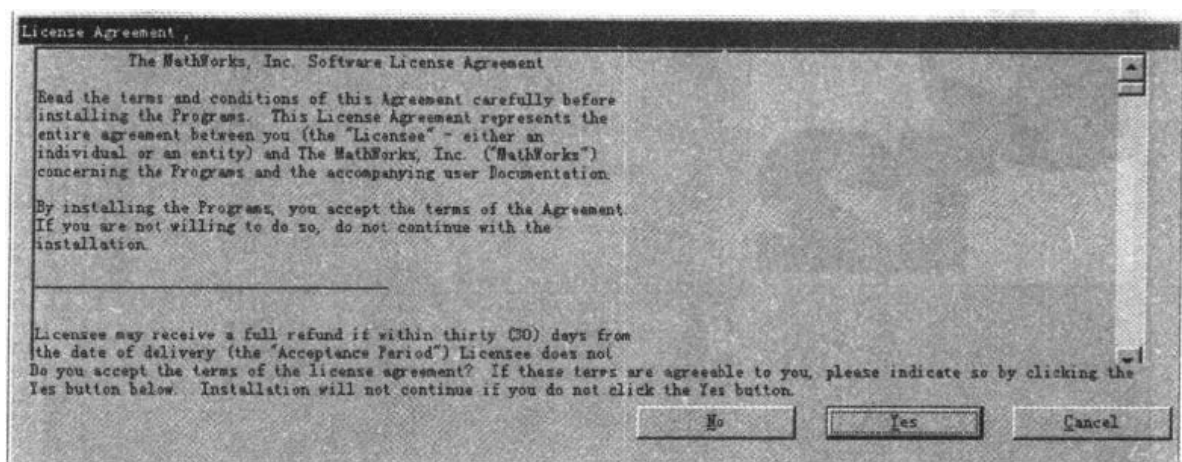 License Agreement
The MathWorks, Inc. Software License Agreement
Read the terms and conditions of this Agreement carefully before
installing the Programs. This License Agreement represents the
entire agreement between you (the "Licensee" - either an
individual or an entity) and The MathWorks, Inc. ("MathWorks")
concerning the Programs and the accompanying user Documentation.
By installing the Programs, you accept the terms of the Agreement.
If you are not willing to do so, do not continue with the
installation.
Licensee may receive a full refund if within thirty (30) days from
the date of delivery (the "Acceptance Period") Licensee does not
Do you accept the terms of the license agreement? If these terms are agreeable to you, please indicate so by clicking the
Yes button below. Installation will not continue if you do not click the Yes button.
No Yes Cancel